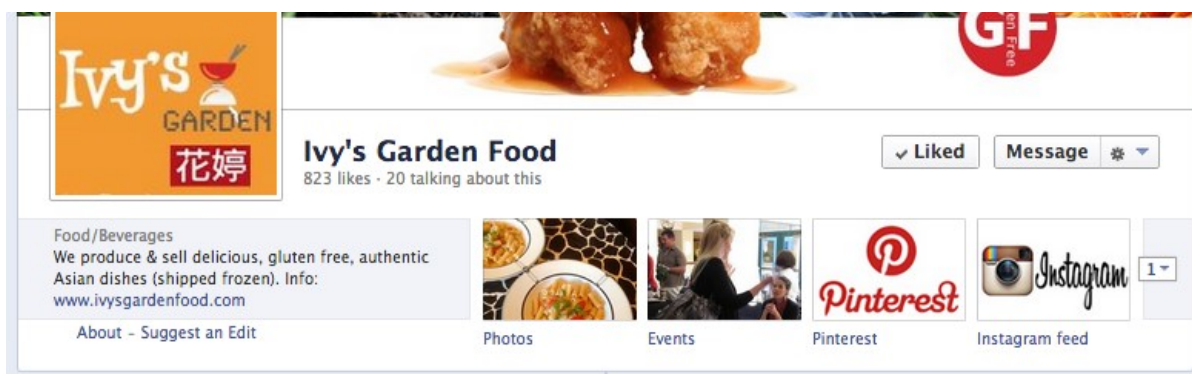 GF
en Free
Ivy's
GARDEN
花婷
Ivy's Garden Food
823 likes · 20 talking about this
✓ Liked
Message
Food/Beverages
We produce & sell delicious, gluten free, authentic
Asian dishes (shipped frozen). Info:
www.ivysgardenfood.com
About – Suggest an Edit
Pinterest
Instagram
1
Photos
Events
Pinterest
Instagram feed